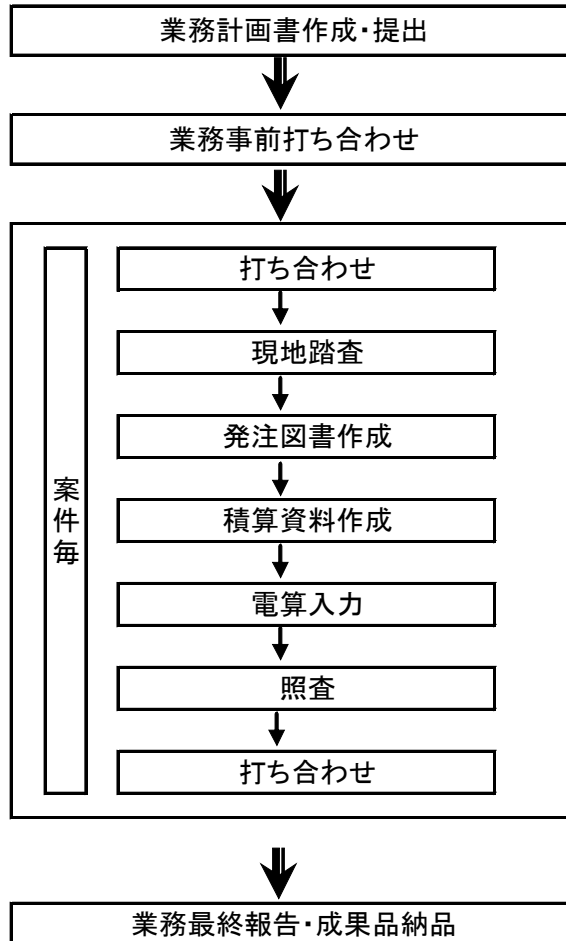 業務計画書作成・提出
業務事前打ち合わせ
案件毎
打ち合わせ
現地踏査
発注図書作成
積算資料作成
電算入力
照査
打ち合わせ
業務最終報告・成果品納品